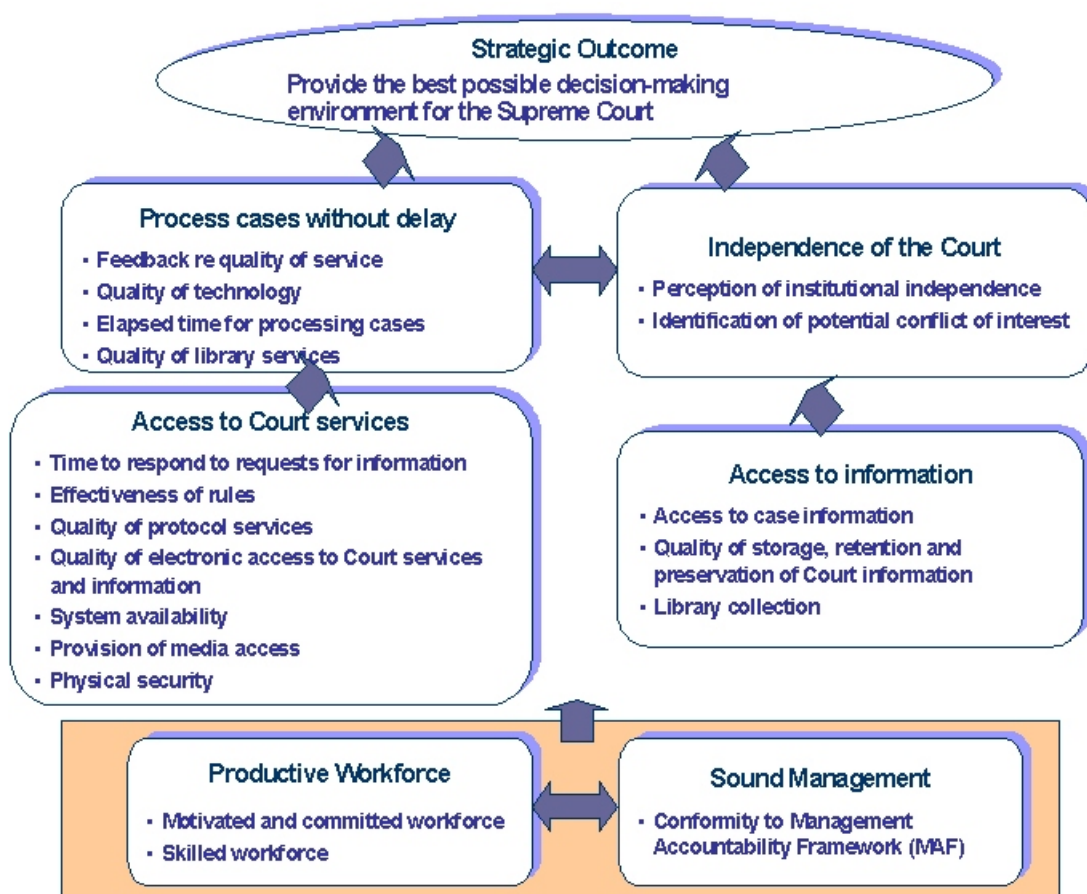 Strategic Outcome
Provide the best possible decision-making
environment for the Supreme Court
Process cases without delay
· Feedback re quality of service
· Quality of technology
· Elapsed time for processing cases
· Quality of library services
Independence of the Court
· Perception of institutional independence
· Identification of potential conflict of interest
Access to Court services
· Time to respond to requests for information
· Effectiveness of rules
· Quality of protocol services
· Quality of electronic access to Court services
and information
· System availability
· Provision of media access
· Physical security
Access to information
· Access to case information
· Quality of storage, retention and
preservation of Court information
· Library collection
Productive Workforce
· Motivated and committed workforce
· Skilled workforce
Sound Management
· Conformity to Management
Accountability Framework (MAF)